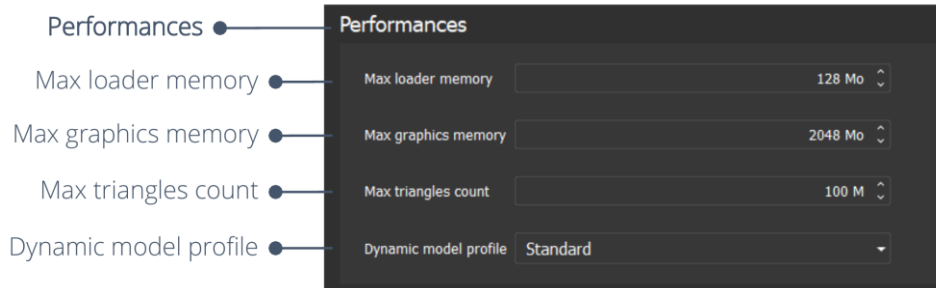 Performances Performances
Max loader memory Max loader memory 128 Mo
Max graphics memory Max graphics memory 2048 Mo
Max triangles count Max triangles count 100 M
Dynamic model profile Dynamic model profile Standard